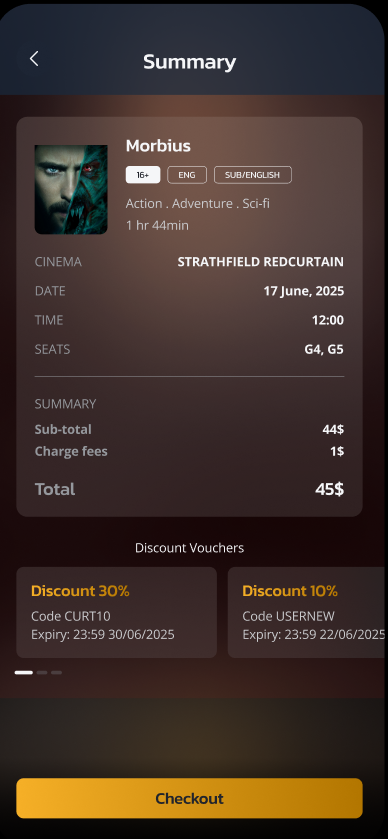 Summary
Morbius
16+ ENG SUB/ENGLISH
Action . Adventure . Sci-fi
1 hr 44min
CINEMA STRATHFIELD REDCURTAIN
DATE 17 June, 2025
TIME 12:00
SEATS G4, G5
SUMMARY
Sub-total 44$
Charge fees 1$
Total 45$
Discount Vouchers
Discount 30%
Code CURT10
Expiry: 23:59 30/06/2025
Discount 10%
Code USERNEW
Expiry: 23:59 22/06/2025
Checkout